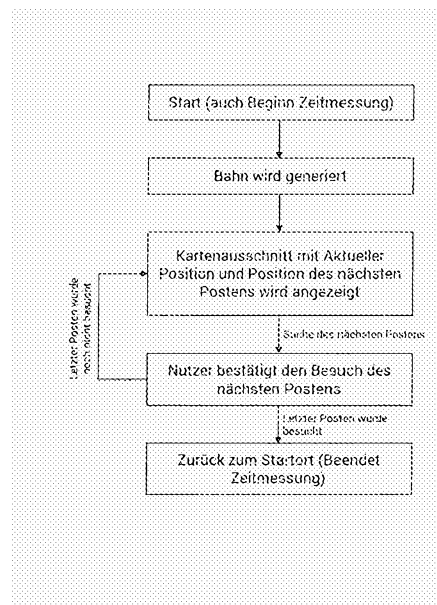 Start (auch Beginn Zeitmessung)
Bahn wird generiert
Kartenausschnitt mit Aktueller
Position und Position des nächsten
Postens wird angezeigt
Letzter Posten wurde
noch nicht besucht
Suche des nächsten Postens
Nutzer bestätigt den Besuch des
nächsten Postens
Letzter Posten wurde
besucht
Zurück zum Startort (Beendet
Zeitmessung)